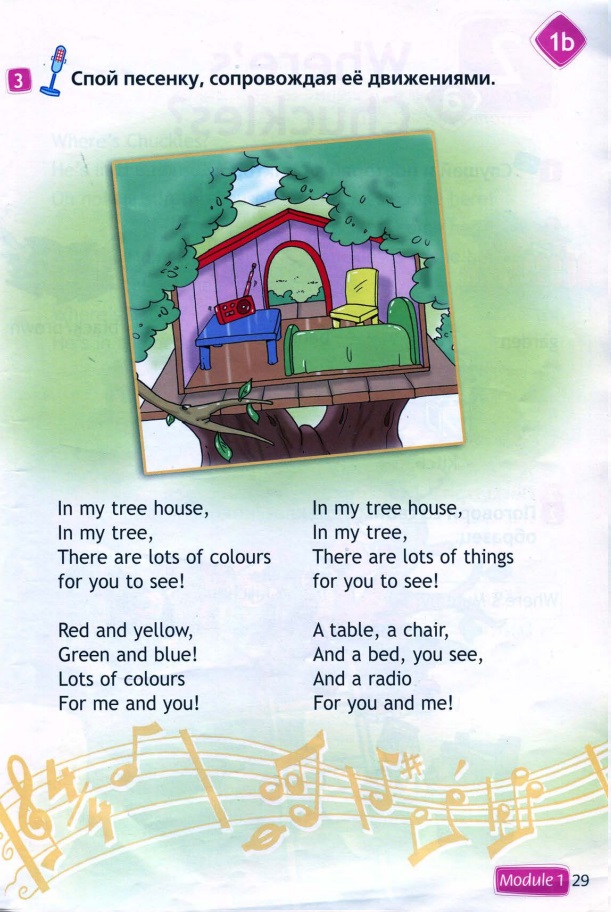 1b
3 Спой песенку, сопровождая её движениями.
In my tree house,
In my tree,
There are lots of colours
for you to see!
Red and yellow,
Green and blue!
Lots of colours
For me and you!
In my tree house,
In my tree,
There are lots of things
for you to see!
A table, a chair,
And a bed, you see,
And a radio
For you and me!
4/4
Module 1 29